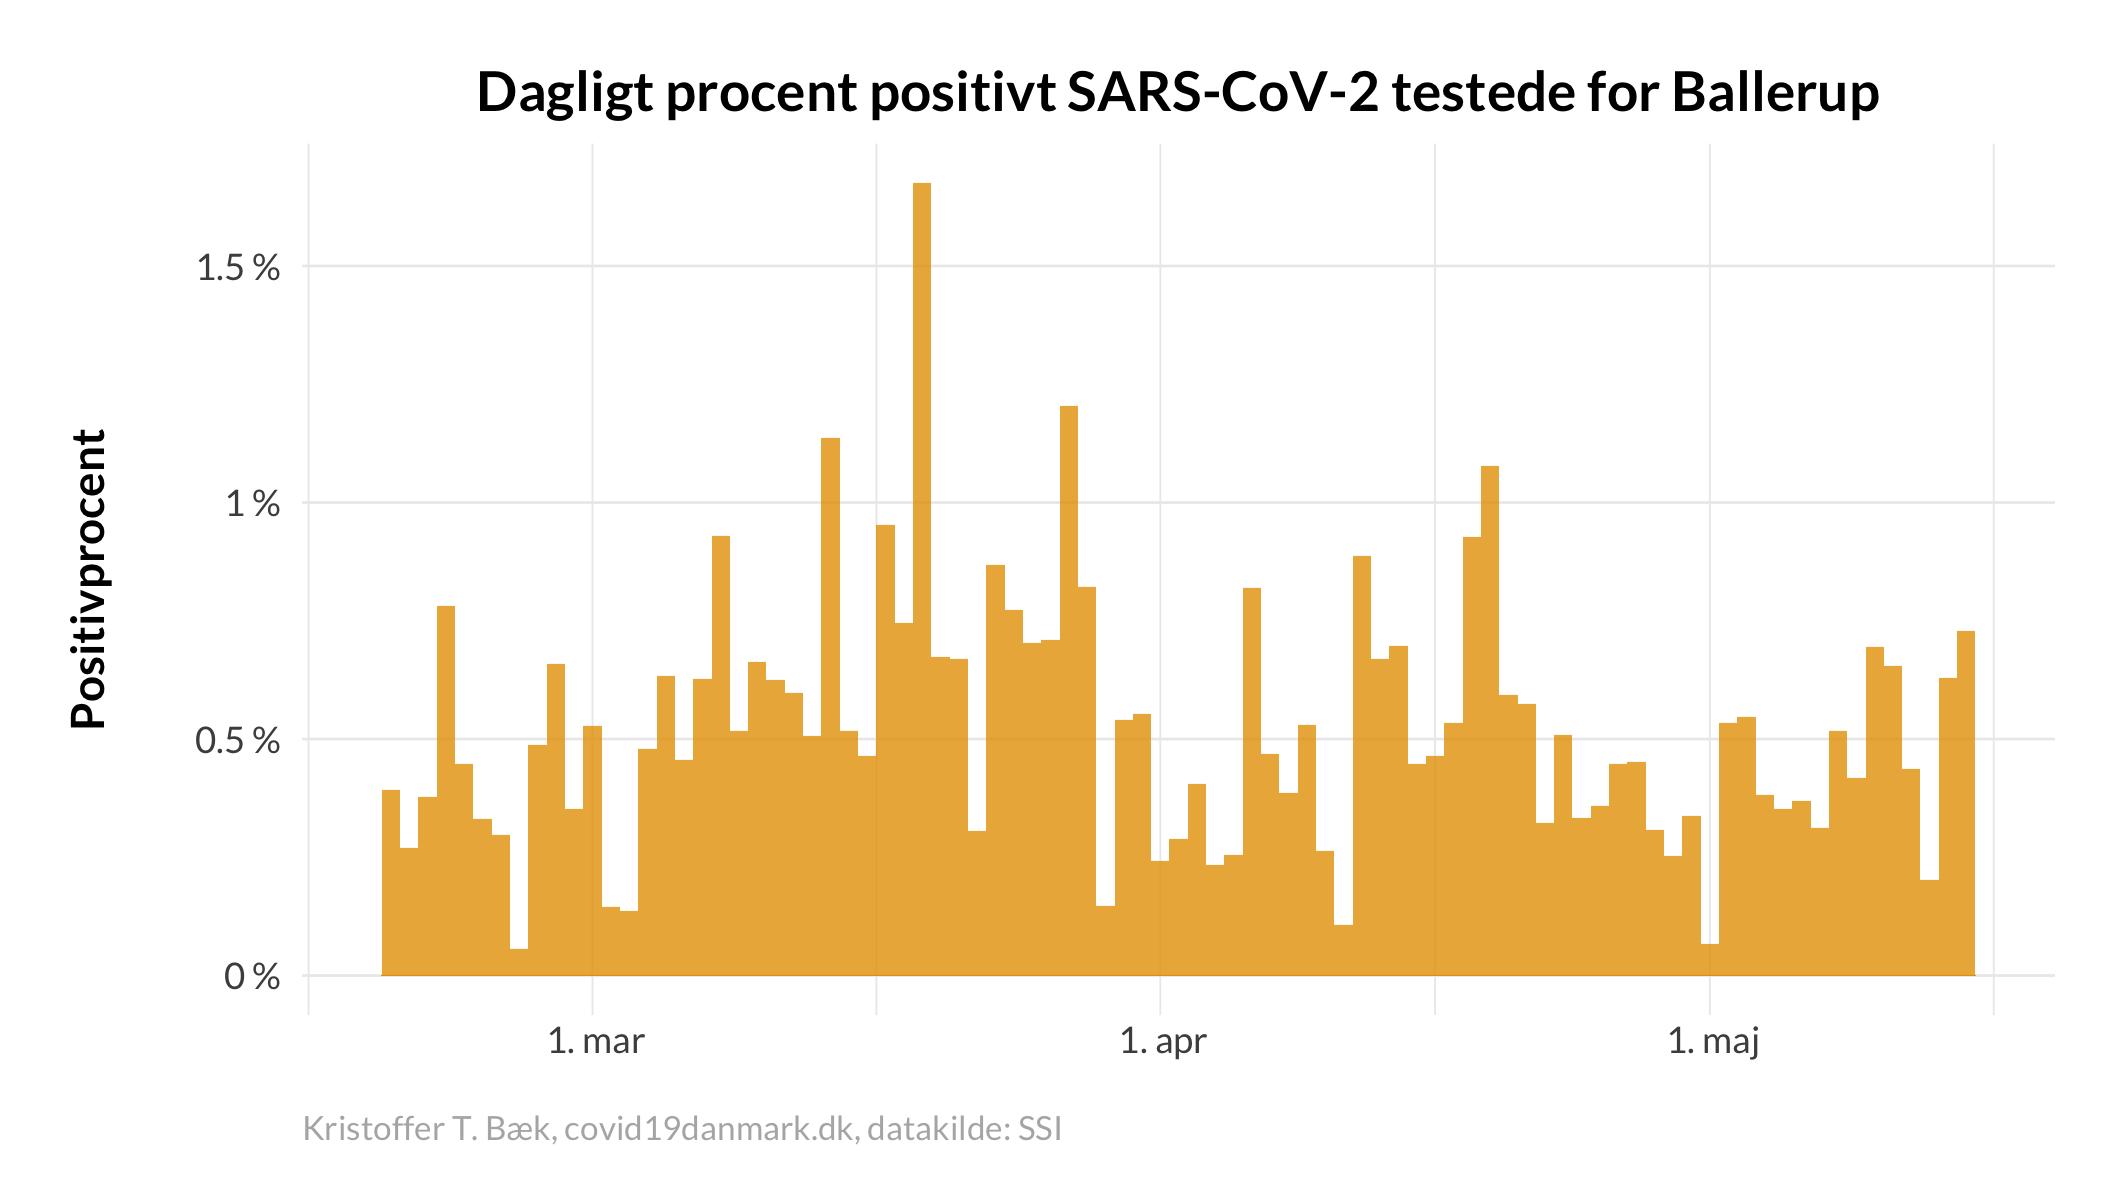 Dagligt procent positivt SARS-CoV-2 testede for Ballerup
Positivprocent
1.5 %
1 %
0.5 %
0 %
1. mar
1. apr
1. maj
Kristoffer T. Bæk, covid19danmark.dk, datakilde: SSI